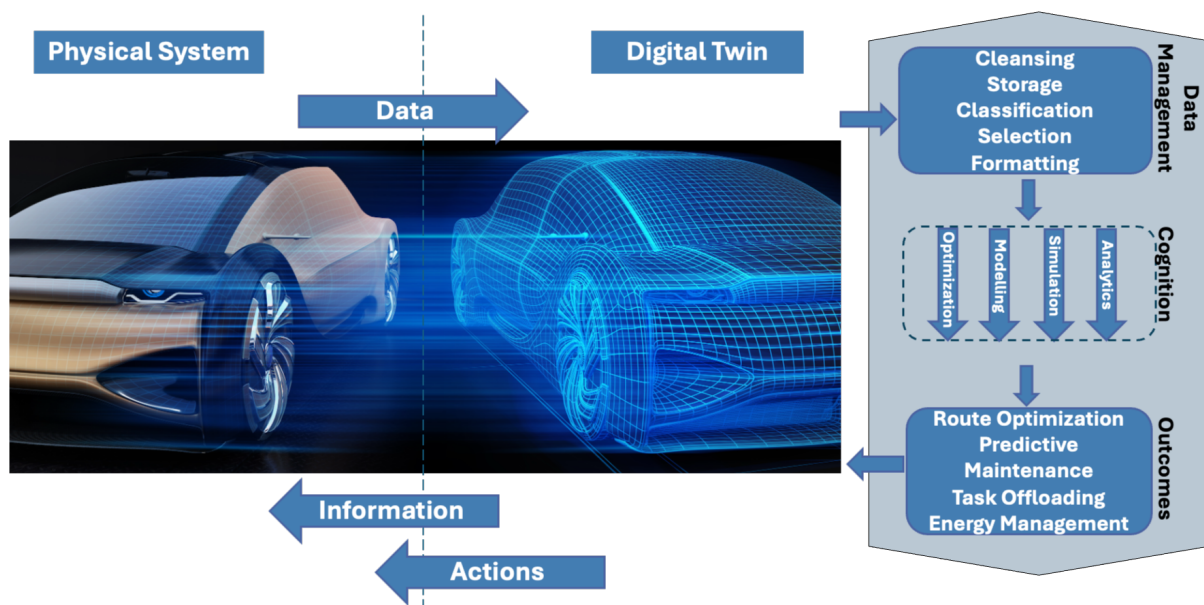 Physical System
Digital Twin
Data
Information
Actions
Cleansing
Storage
Classification
Selection
Formatting
Data
Management
Optimization
Modelling
Simulation
Analytics
Cognition
Route Optimization
Predictive
Maintenance
Task Offloading
Energy Management
Outcomes